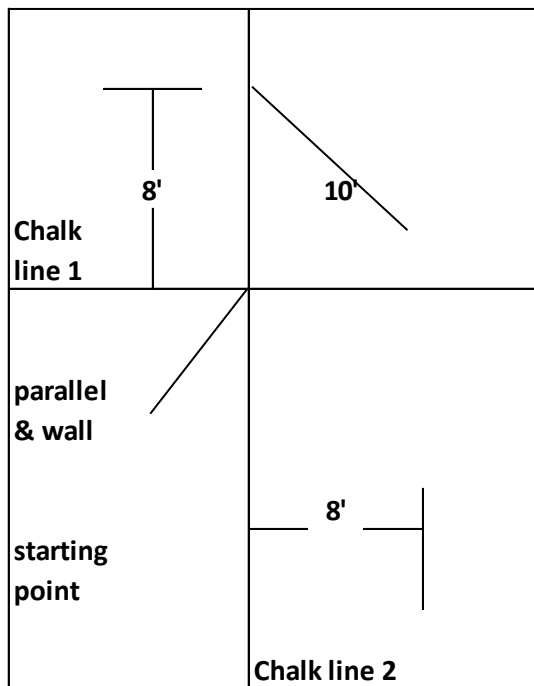 8'
10'
Chalk
line 1
parallel
& wall
8'
starting
point
Chalk line 2